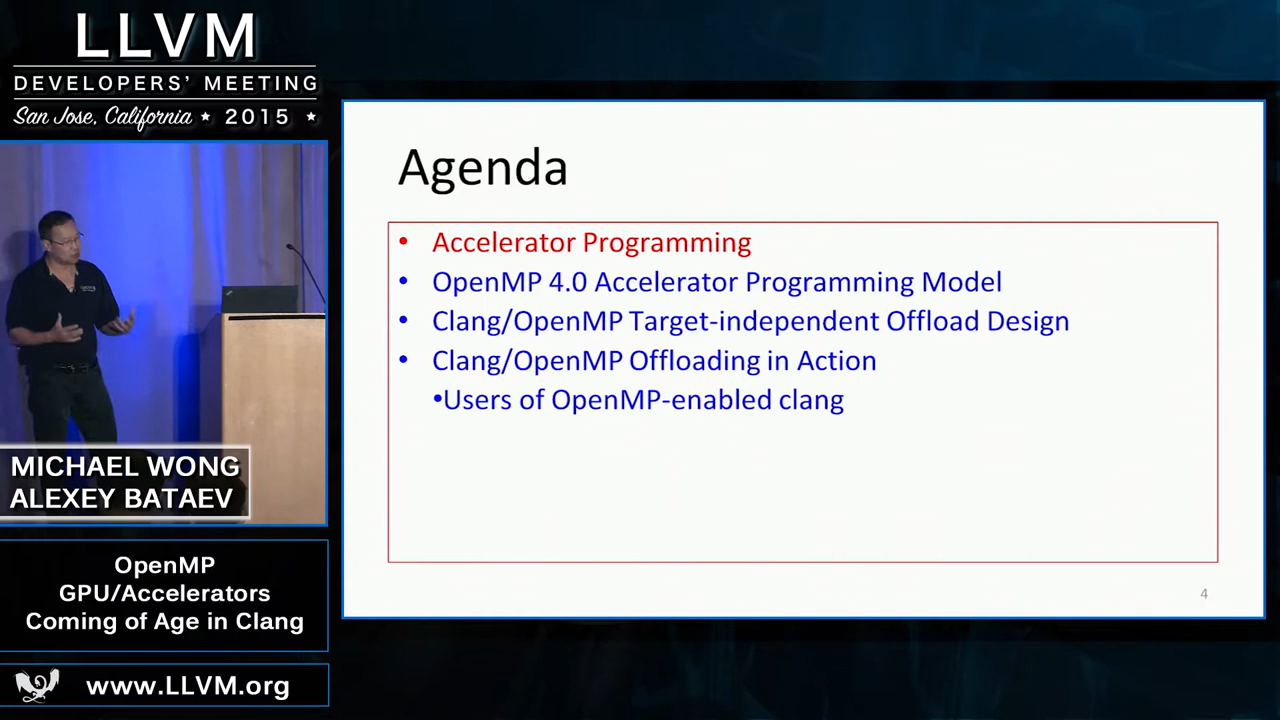 LLVM
DEVELOPERS' MEETING
San Jose, California ★ 2015 ★
MICHAEL WONG
ALEXEY BATAEV
OpenMP
GPU/Accelerators
Coming of Age in Clang
www.LLVM.org
Agenda
• Accelerator Programming
• OpenMP 4.0 Accelerator Programming Model
• Clang/OpenMP Target-independent Offload Design
• Clang/OpenMP Offloading in Action
•Users of OpenMP-enabled clang
4